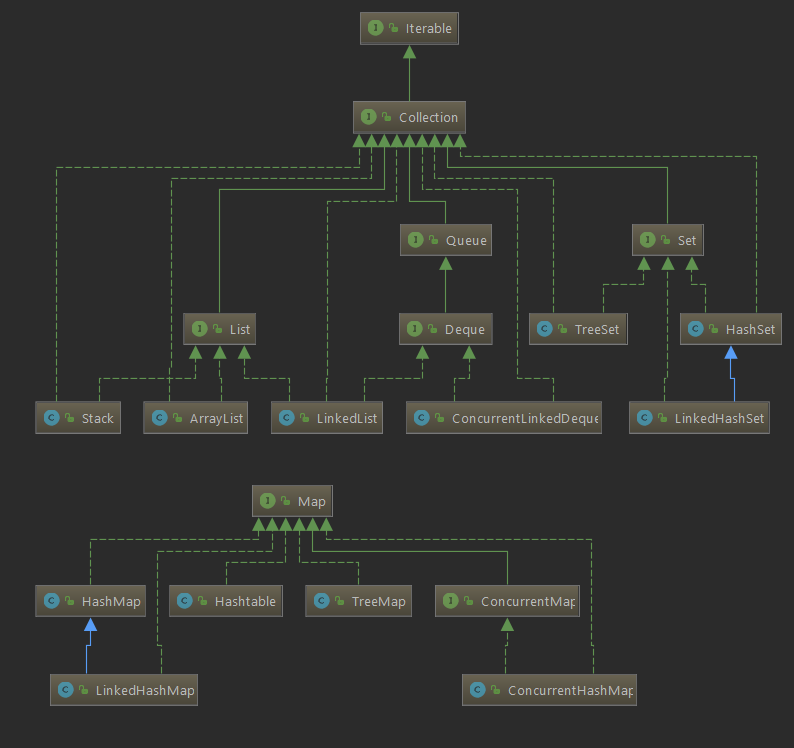 I Iterable
I Collection
I Queue
I Set
I List
I Deque
C TreeSet
C HashSet
C Stack
C ArrayList
C LinkedList
C ConcurrentLinkedDeque
C LinkedHashSet
I Map
C HashMap
C Hashtable
C TreeMap
I ConcurrentMap
C LinkedHashMap
C ConcurrentHashMap